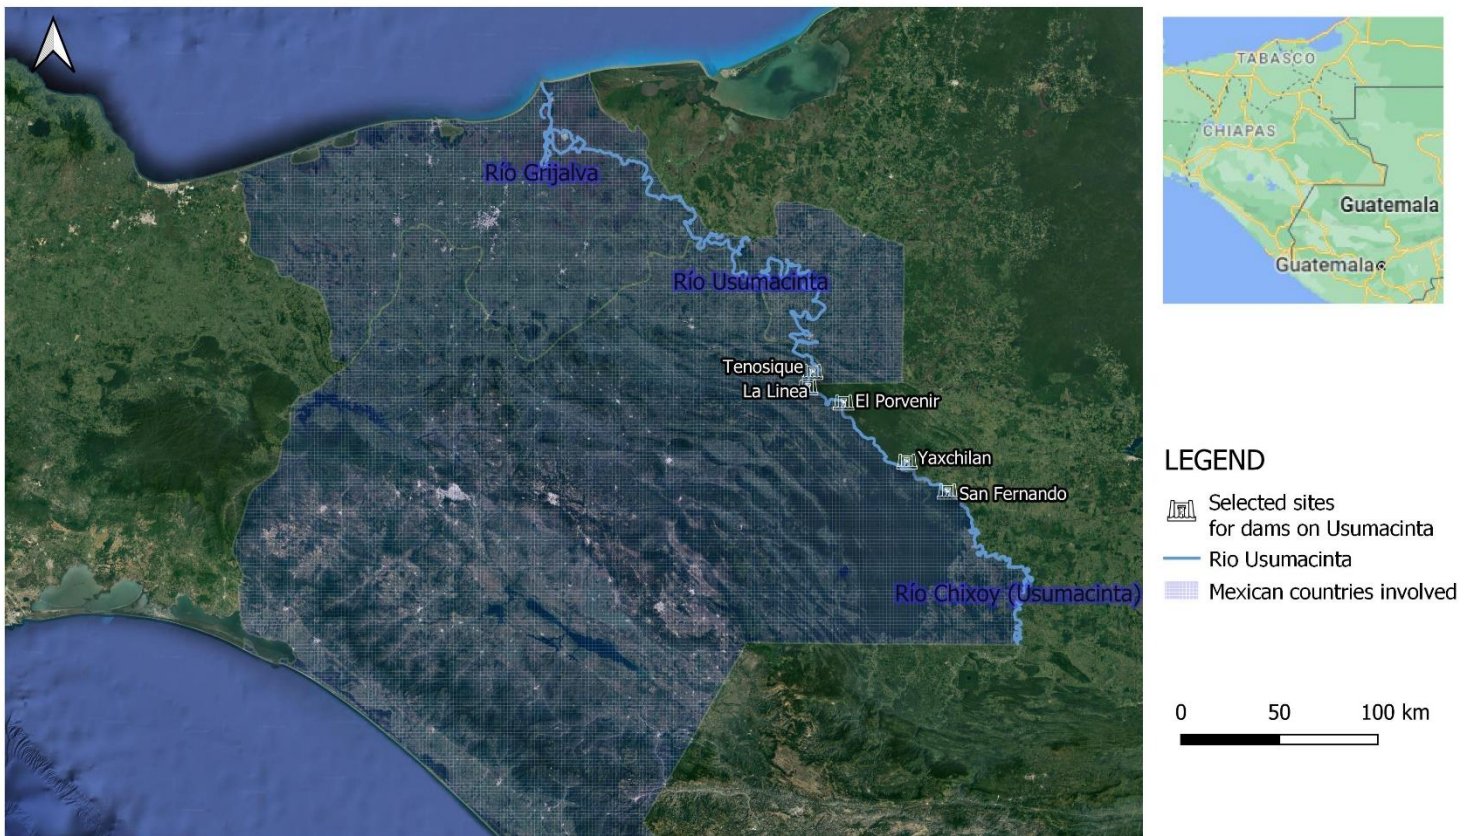 Río Grijalva
Río Usumacinta
Tenosique
La Linea
El Porvenir
Yaxchilan
San Fernando
Río Chixoy (Usumacinta)
TABASCO
CHIAPAS
Guatemala
Guatemala
LEGEND
Selected sites
for dams on Usumacinta
Rio Usumacinta
Mexican countries involved
0 50 100 km